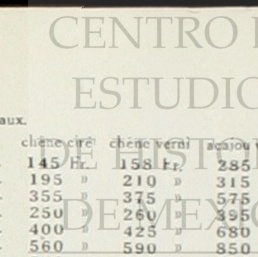 CENTRO
ESTUDIO
DE HISTOR
DE MEXIC
aux.
chêne ciré chêne verni acajou
145 Fr. 158 Fr. 285
195 » 210 » 315
355 » 375 » 575
250 » 260 » 395
400 » 425 » 680
560 » 590 » 850